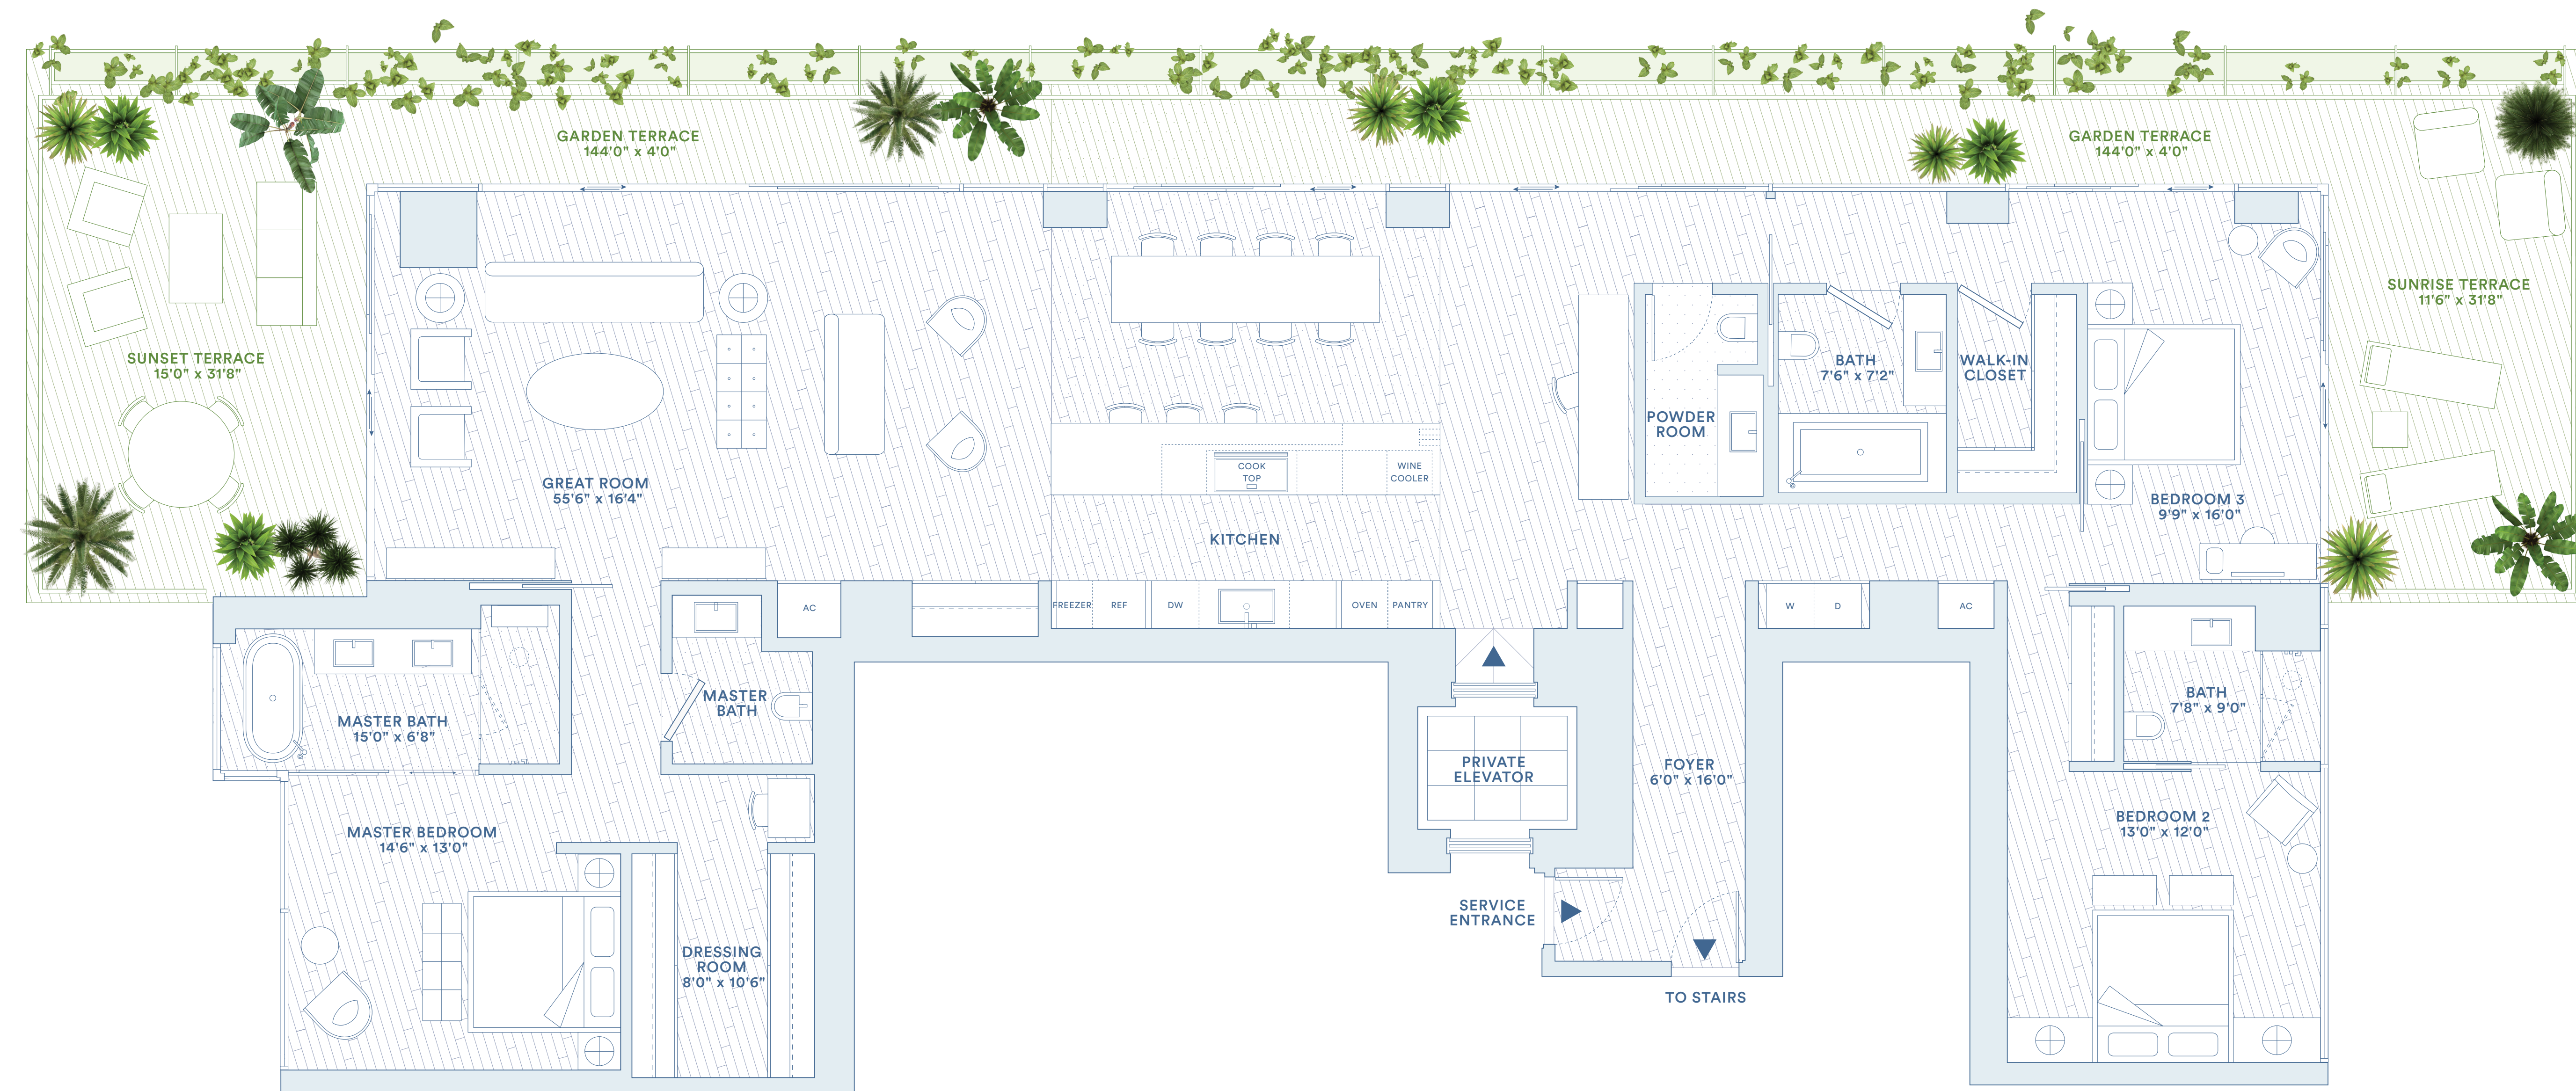 GARDEN TERRACE
144'0" x 4'0"
GARDEN TERRACE
144'0" x 4'0"
SUNSET TERRACE
15'0" x 31'8"
SUNRISE TERRACE
11'6" x 31'8"
GREAT ROOM
55'6" x 16'4"
COOK
TOP
WINE
COOLER
KITCHEN
POWDER
ROOM
BATH
7'6" x 7'2"
WALK-IN
CLOSET
BEDROOM 3
9'9" x 16'0"
AC
FREEZER
REF
DW
OVEN
PANTRY
W
D
AC
MASTER BATH
15'0" x 6'8"
MASTER
BATH
PRIVATE
ELEVATOR
FOYER
6'0" x 16'0"
BATH
7'8" x 9'0"
MASTER BEDROOM
14'6" x 13'0"
BEDROOM 2
13'0" x 12'0"
DRESSING
ROOM
8'0" x 10'6"
SERVICE
ENTRANCE
TO STAIRS